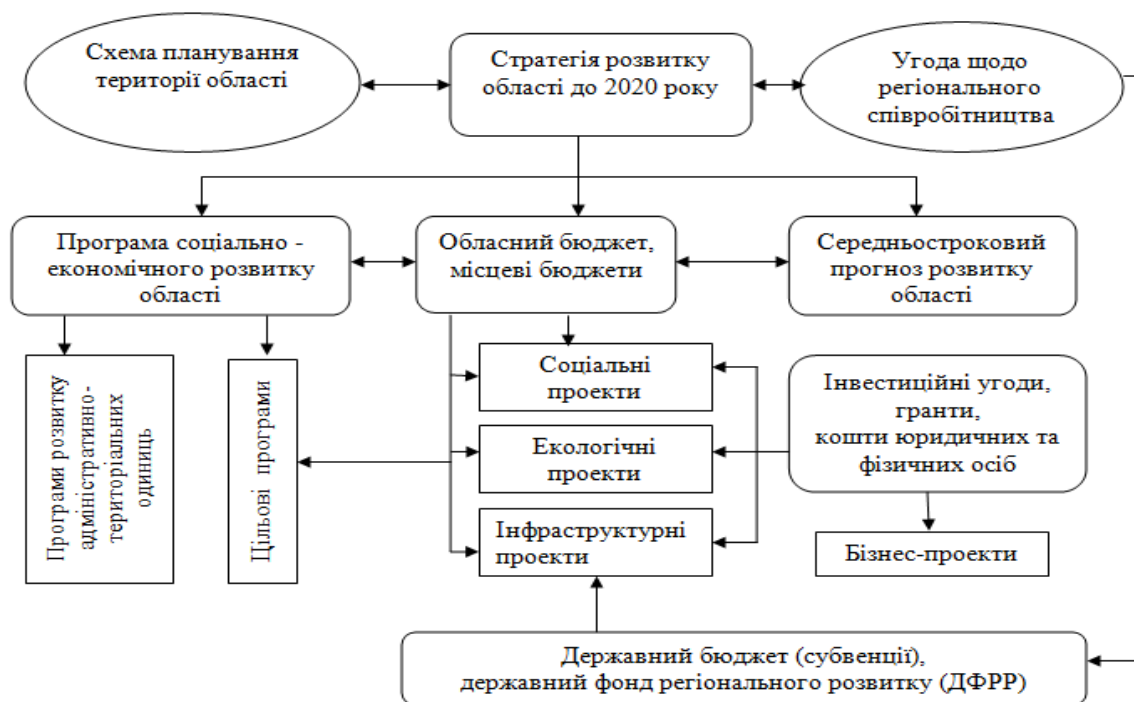 Схема планування
території області
Стратегія розвитку
області до 2020 року
Угода щодо
регіонального
співробітництва
Програма соціально -
економічного розвитку
області
Обласний бюджет,
місцеві бюджети
Середньостроковий
прогноз розвитку
області
Програми розвитку
адміністративно-
територіальних
одиниць
Цільові програми
Соціальні
проекти
Екологічні
проекти
Інфраструктурні
проекти
Інвестиційні угоди,
гранти,
кошти юридичних та
фізичних осіб
Бізнес-проекти
Державний бюджет (субвенції),
державний фонд регіонального розвитку (ДФРР)